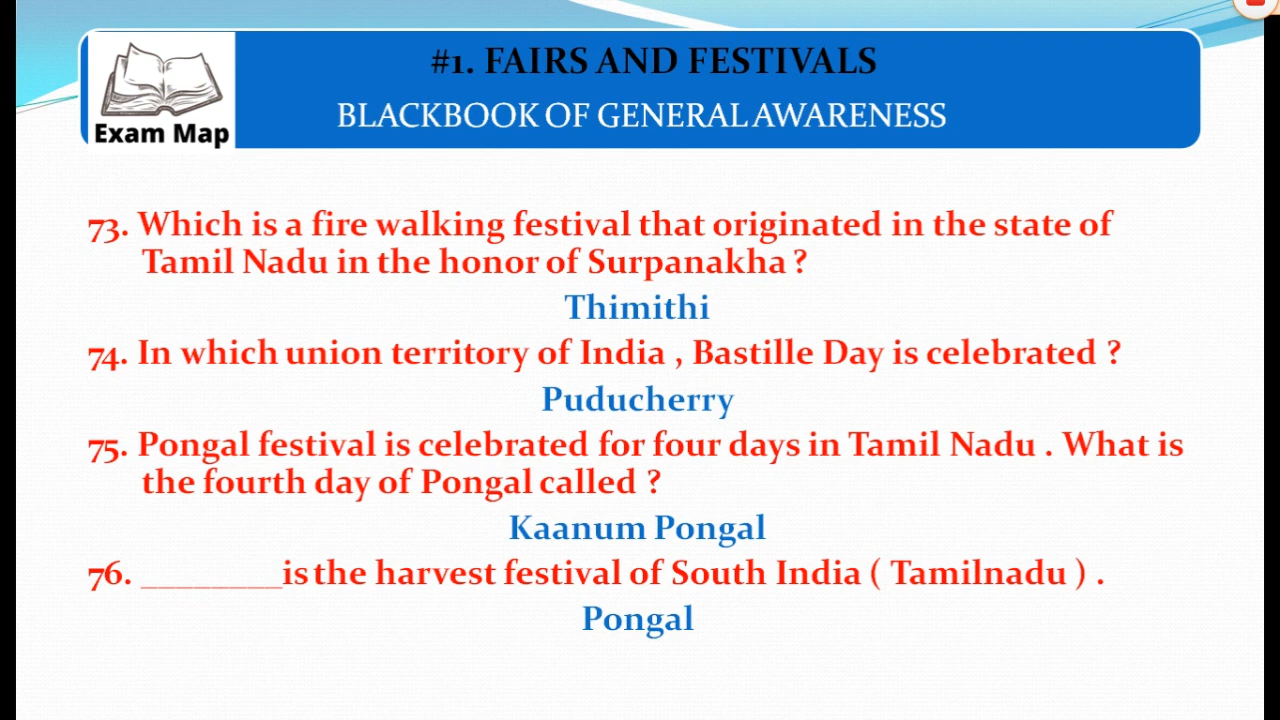 #1. FAIRS AND FESTIVALS
BLACKBOOK OF GENERAL AWARENESS
Exam Map
73. Which is a fire walking festival that originated in the state of
Tamil Nadu in the honor of Surpanakha ?
Thimithi
74. In which union territory of India , Bastille Day is celebrated ?
Puducherry
75. Pongal festival is celebrated for four days in Tamil Nadu . What is
the fourth day of Pongal called ?
Kaanum Pongal
76. ________is the harvest festival of South India ( Tamilnadu ) .
Pongal